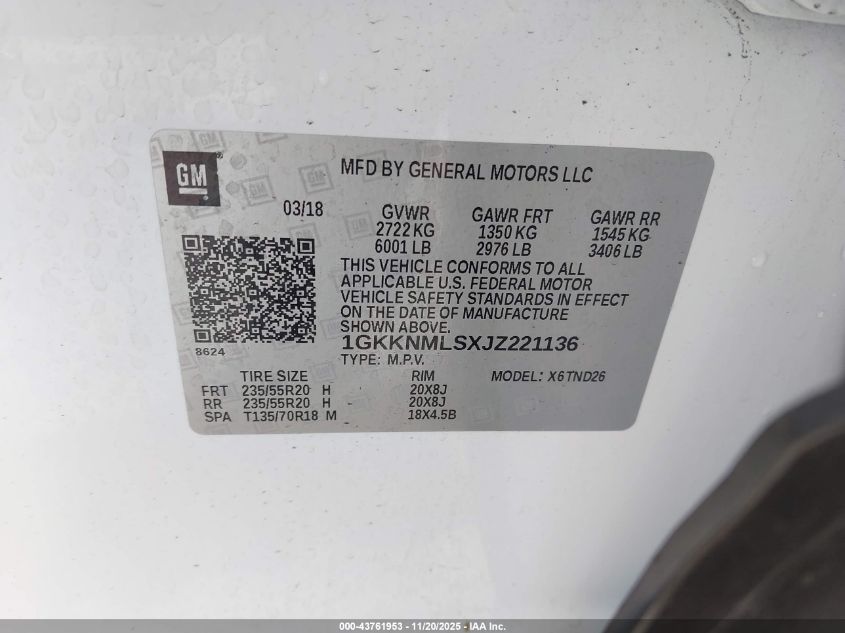 GM
MFD BY GENERAL MOTORS LLC
03/18
GVWR GAWR FRT GAWR RR
2722 KG 1350 KG 1545 KG
6001 LB 2976 LB 3406 LB
THIS VEHICLE CONFORMS TO ALL
APPLICABLE U.S. FEDERAL MOTOR
VEHICLE SAFETY STANDARDS IN EFFECT
ON THE DATE OF MANUFACTURE
SHOWN ABOVE.
8624
1GKKNMLSXJZ221136
TYPE: M.P.V.
TIRE SIZE RIM MODEL: X6TND26
FRT 235/55R20 H 20X8J
RR 235/55R20 H 20X8J
SPA T135/70R18 M 18X4.5B
000-43761953 - 11/20/2025 - IAA Inc.